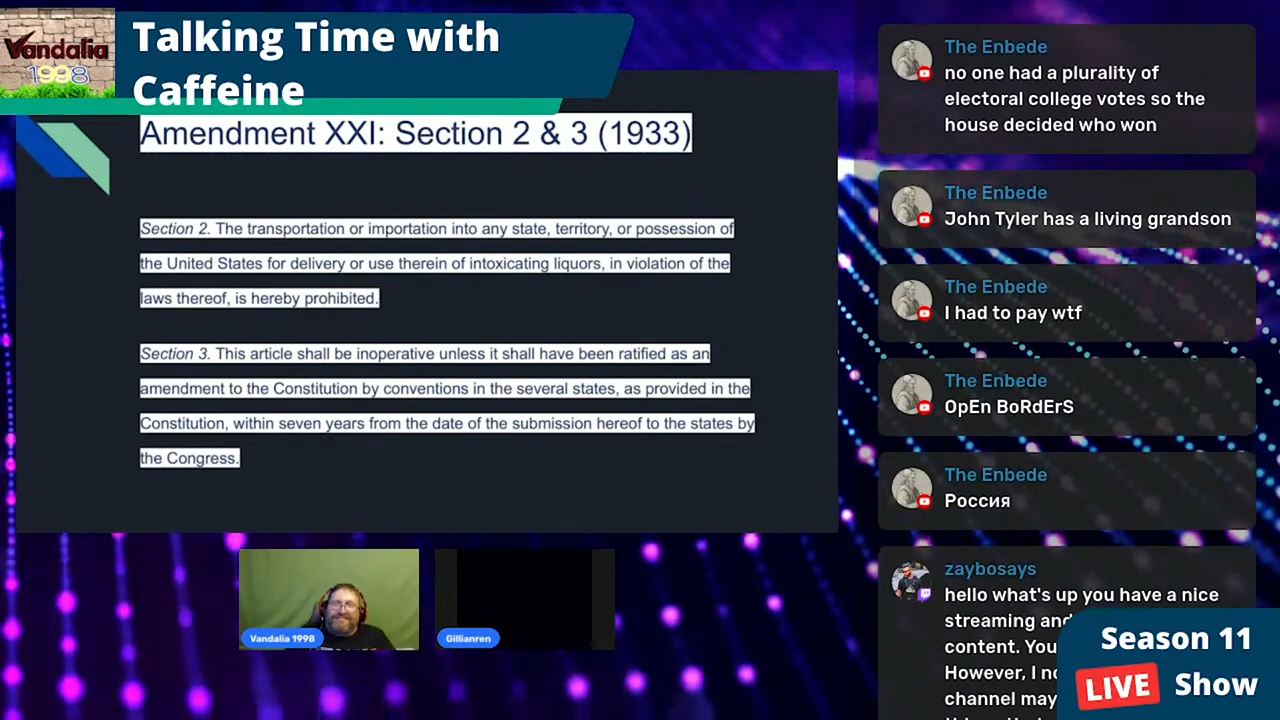 Vandalia
1998
Talking Time with
Caffeine
Amendment XXI: Section 2 & 3 (1933)
Section 2. The transportation or importation into any state, territory, or possession of
the United States for delivery or use therein of intoxicating liquors, in violation of the
laws thereof, is hereby prohibited.
Section 3. This article shall be inoperative unless it shall have been ratified as an
amendment to the Constitution by conventions in the several states, as provided in the
Constitution, within seven years from the date of the submission hereof to the states by
the Congress.
Vandalia 1998
Gillianren
The Enbede
no one had a plurality of
electoral college votes so the
house decided who won
The Enbede
John Tyler has a living grandson
The Enbede
I had to pay wtf
The Enbede
OpEn BoRdErS
The Enbede
Россия
zaybosays
hello what's up you have a nice
streaming and
content. You
However, I no
channel may
Season 11
LIVE Show